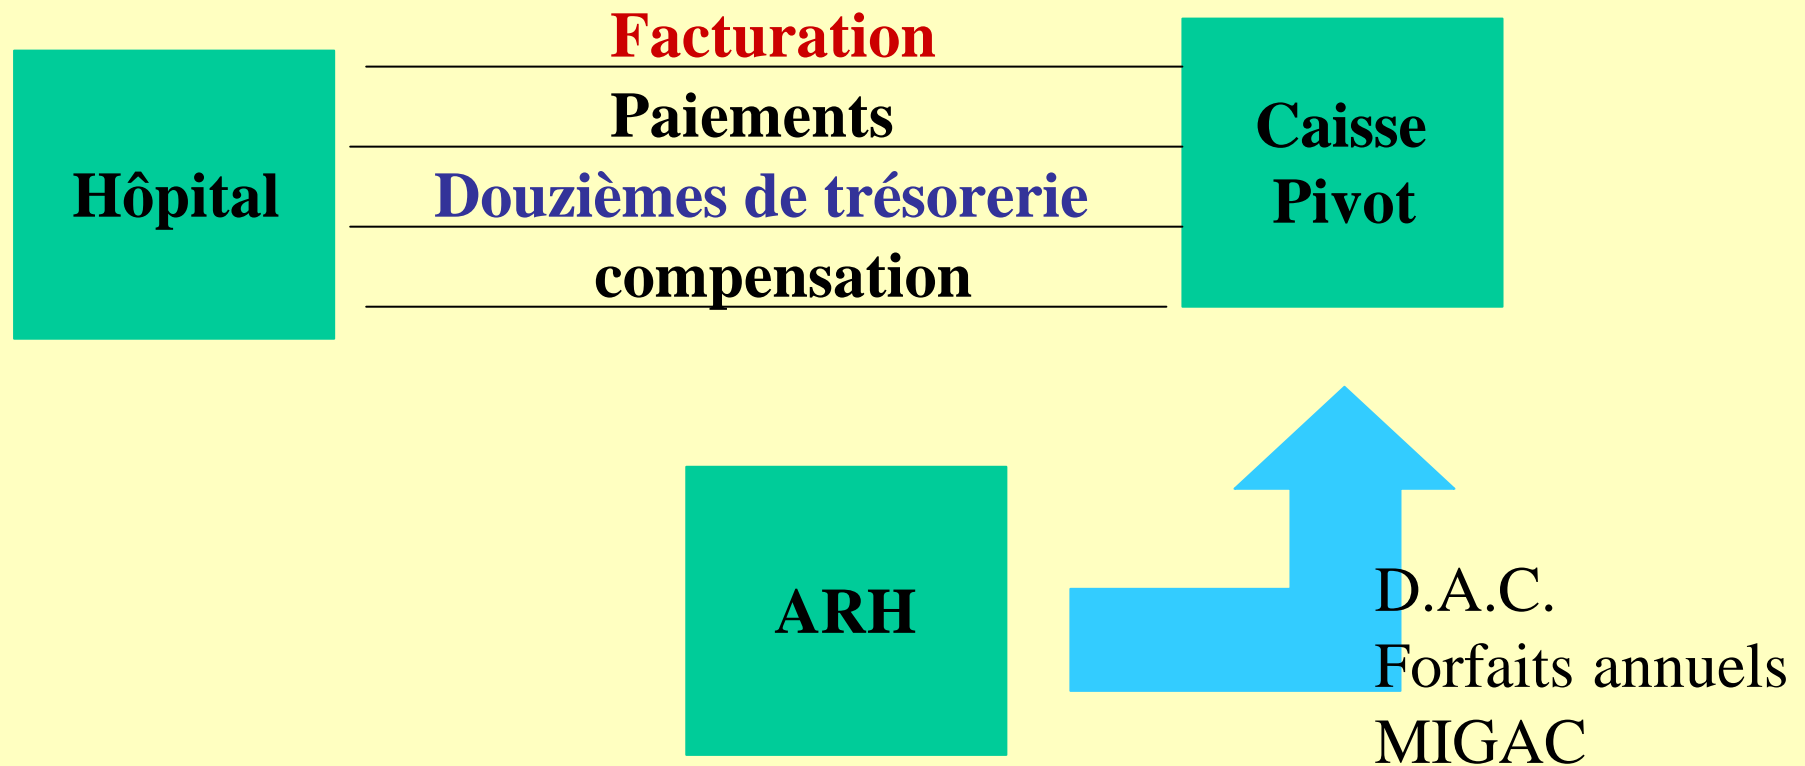 Facturation
Paiements
Hôpital
Douzièmes de trésorerie
compensation
Caisse
Pivot
ARH
D.A.C.
Forfaits annuels
MIGAC